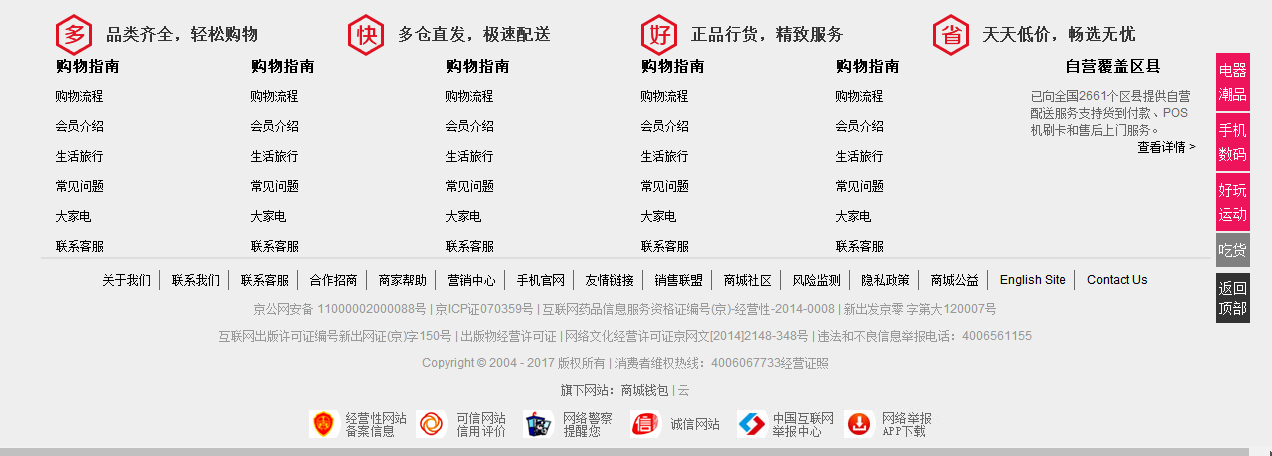 多 品类齐全，轻松购物 快 多仓直发，极速配送 好 正品行货，精致服务 省 天天低价，畅选无忧
购物指南 购物指南 购物指南 购物指南 购物指南 自营覆盖区县
购物流程 购物流程 购物流程 购物流程 购物流程
会员介绍 会员介绍 会员介绍 会员介绍 会员介绍
生活旅行 生活旅行 生活旅行 生活旅行 生活旅行
常见问题 常见问题 常见问题 常见问题 常见问题
大家电 大家电 大家电 大家电 大家电
联系客服 联系客服 联系客服 联系客服 联系客服
已向全国2661个区县提供自营
配送服务支持货到付款、POS
机刷卡和售后上门服务。
查看详情 >
电器
潮品
手机
数码
好玩
运动
吃货
返回
顶部
关于我们 联系我们 联系客服 合作招商 商家帮助 营销中心 手机官网 友情链接 销售联盟 商城社区 风险监测 隐私政策 商城公益 English Site Contact Us
京公网安备 11000002000088号 | 京ICP证070359号 | 互联网药品信息服务资格证编号(京)-经营性-2014-0008 | 新出发京零 字第大120007号
互联网出版许可证编号新出网证(京)字150号 | 出版物经营许可证 | 网络文化经营许可证京网文[2014]2148-348号 | 违法和不良信息举报电话：4006561155
Copyright © 2004 - 2017 版权所有 | 消费者维权热线：4006067733经营证照
旗下网站：商城钱包 | 云
经营性网站 可信网站 网络警察 诚信网站 中国互联网 网络举报
备案信息 信用评价 提醒您 举报中心 APP下载